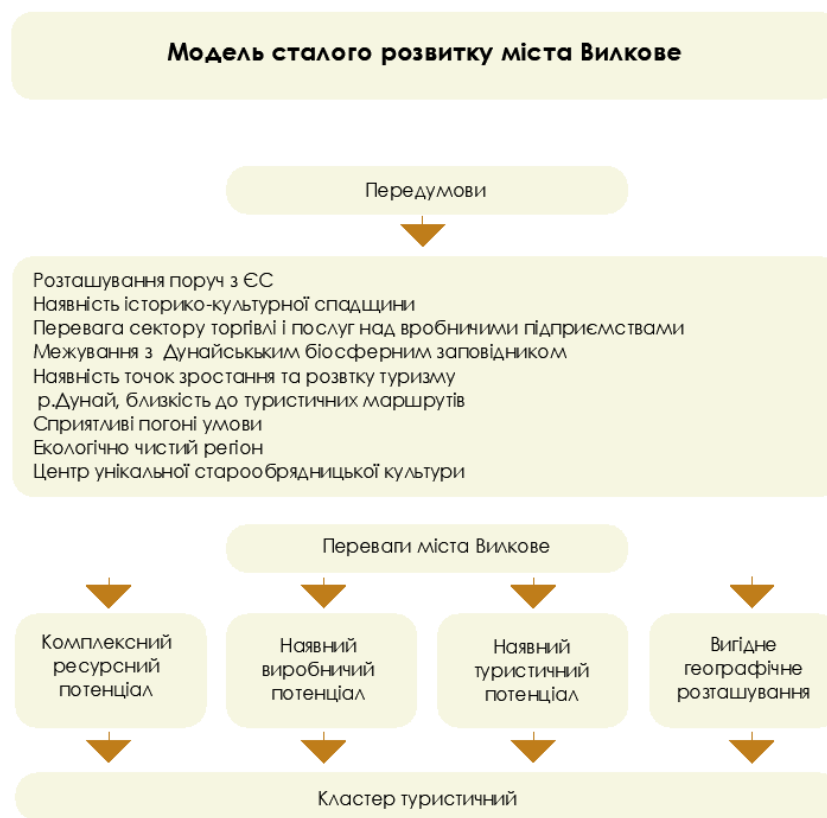 Модель сталого розвитку міста Вилкове
Передумови
Розташування поруч з ЄС
Наявність історико-культурної спадщини
Перевага сектору торгівлі і послуг над вробничими підприємствами
Межування з Дунайськьким біосферним заповідником
Наявність точок зростання та розвтку туризму
р.Дунай, близкість до туристичних маршрутів
Сприятливі погоні умови
Екологічно чистий регіон
Центр унікальної старообрядницької культури
Переваги міста Вилкове
Комплексний
ресурсний
потенціал
Наявний
виробничий
потенціал
Наявний
туристичний
потенціал
Вигідне
географічне
розташування
Кластер туристичний